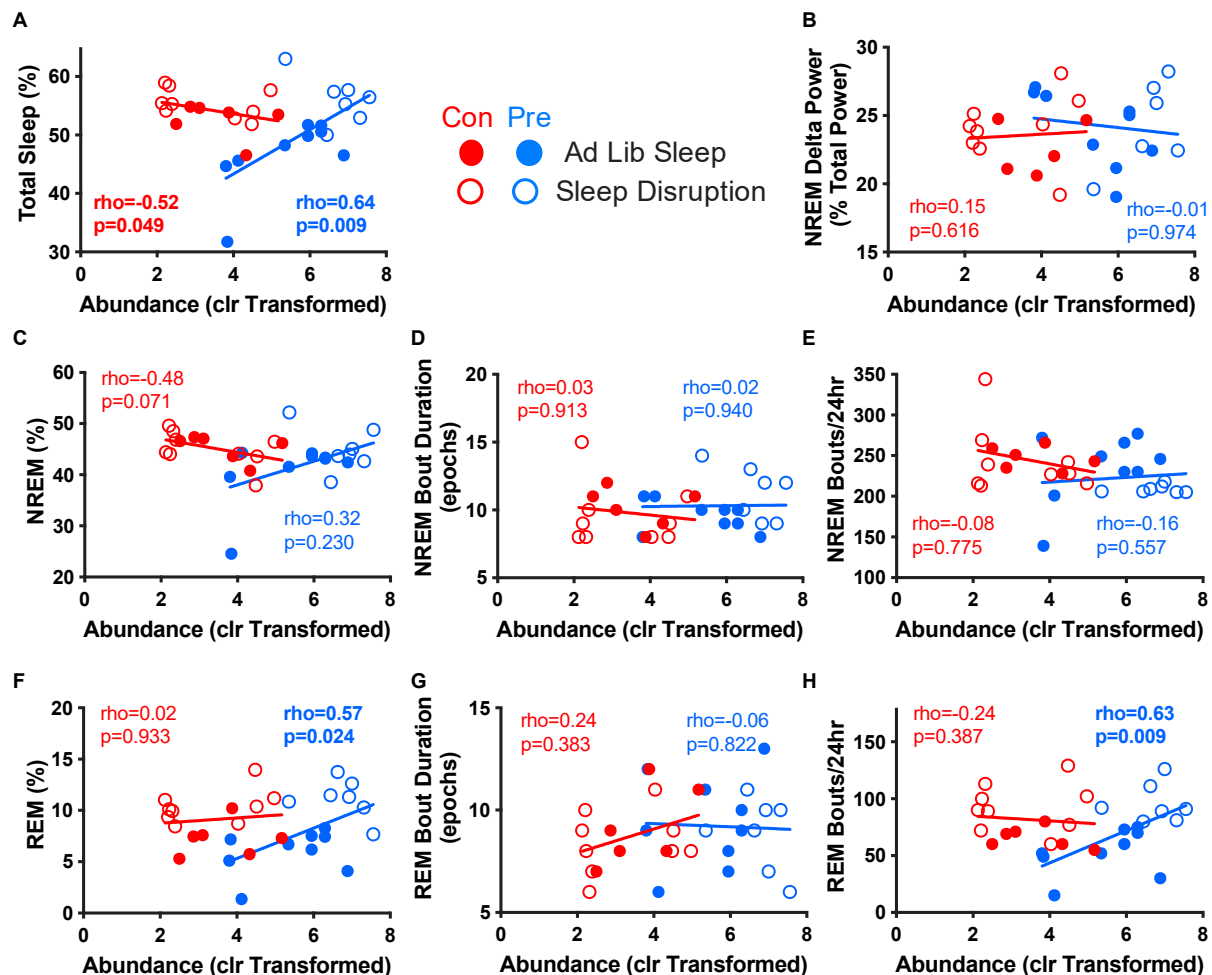 A
Total Sleep (%)
60
50
40
30
rho=-0.52
p=0.049
rho=0.64
p=0.009
0
2
4
6
8
Abundance (clr Transformed)
Con Pre
Ad Lib Sleep
Sleep Disruption
B
NREM Delta Power
(% Total Power)
30
25
20
15
rho=0.15
p=0.616
rho=-0.01
p=0.974
0
2
4
6
8
Abundance (clr Transformed)
C
NREM (%)
60
50
40
30
20
rho=-0.48
p=0.071
rho=0.32
p=0.230
0
2
4
6
8
Abundance (clr Transformed)
D
NREM Bout Duration
(epochs)
20
15
10
5
rho=0.03
p=0.913
rho=0.02
p=0.940
0
2
4
6
8
Abundance (clr Transformed)
E
NREM Bouts/24hr
350
300
250
200
150
100
rho=-0.08
p=0.775
rho=-0.16
p=0.557
0
2
4
6
8
Abundance (clr Transformed)
F
REM (%)
20
15
10
5
0
rho=0.02
p=0.933
rho=0.57
p=0.024
0
2
4
6
8
Abundance (clr Transformed)
G
REM Bout Duration
(epochs)
15
10
5
rho=0.24
p=0.383
rho=-0.06
p=0.822
0
2
4
6
8
Abundance (clr Transformed)
H
REM Bouts/24hr
150
100
50
0
rho=-0.24
p=0.387
rho=0.63
p=0.009
0
2
4
6
8
Abundance (clr Transformed)